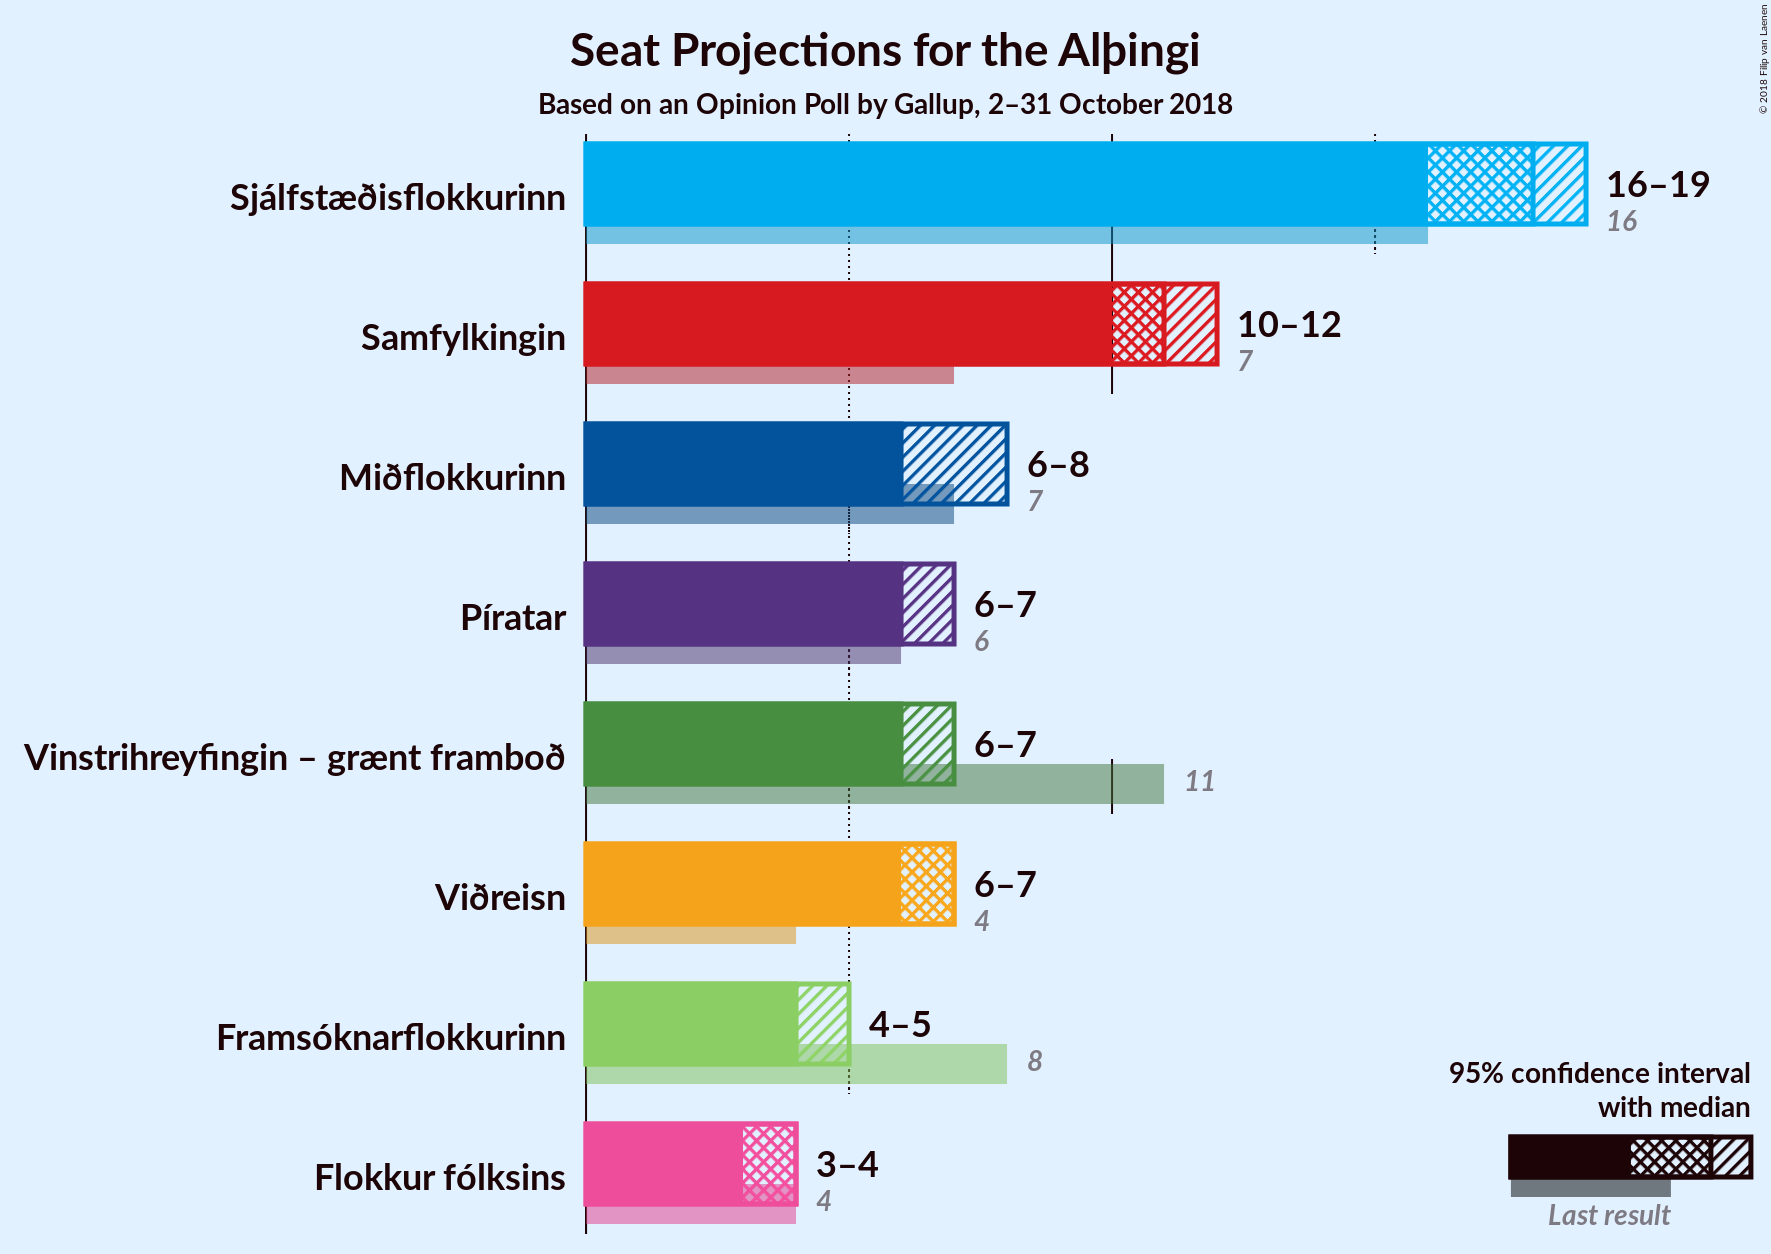 Seat Projections for the Alþingi
Based on an Opinion Poll by Gallup, 2–31 October 2018
© 2018 Filip van Laenen
Sjálfstæðisflokkurinn
16–19
16
Samfylkingin
10–12
7
Miðflokkurinn
6–8
7
Píratar
6–7
6
Vinstrihreyfingin – grænt framboð
6–7
11
Viðreisn
6–7
4
Framsóknarflokkurinn
4–5
8
Flokkur fólksins
3–4
4
95% confidence interval
with median
Last result